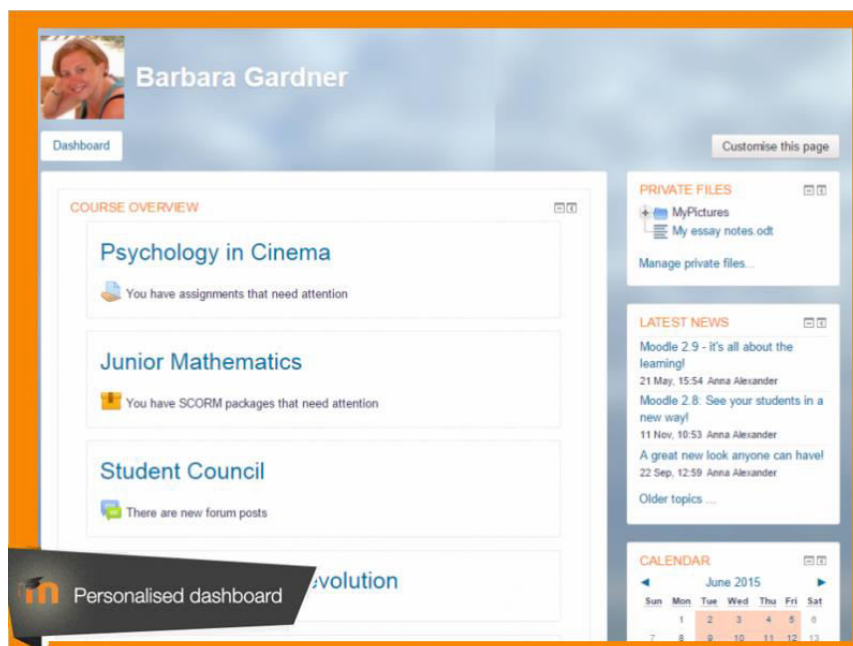 Barbara Gardner
Dashboard
Customise this page
COURSE OVERVIEW
Psychology in Cinema
You have assignments that need attention
Junior Mathematics
You have SCORM packages that need attention
Student Council
There are new forum posts
evolution
PRIVATE FILES
MyPictures
My essay notes.odt
Manage private files...
LATEST NEWS
Moodle 2.9 - it's all about the
learning!
21 May, 15:54 Anna Alexander
Moodle 2.8: See your students in a
new way!
11 Nov, 10:53 Anna Alexander
A great new look anyone can have!
22 Sep, 12:59 Anna Alexander
Older topics ...
CALENDAR
June 2015
Sun Mon Tue Wed Thu Fri Sat
1 2 3 4 5 6
7 8 9 10 11 12 13
m Personalised dashboard